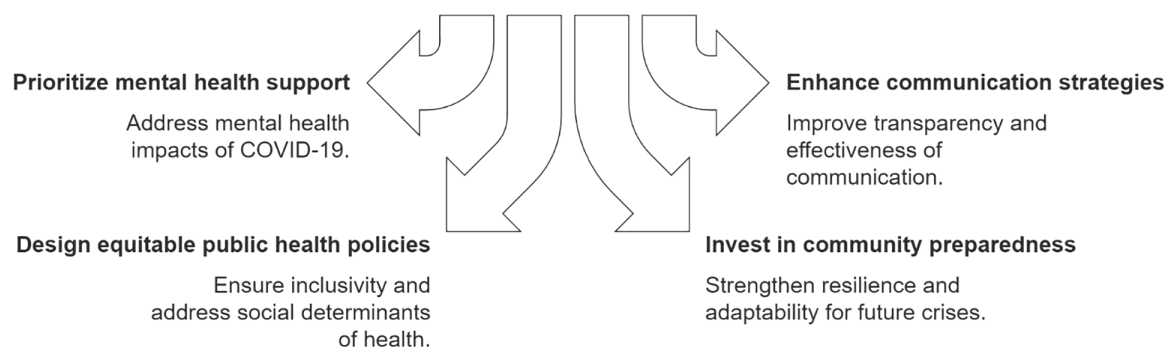 Prioritize mental health support
Address mental health
impacts of COVID-19.
Enhance communication strategies
Improve transparency and
effectiveness of
communication.
Design equitable public health policies
Ensure inclusivity and
address social determinants
of health.
Invest in community preparedness
Strengthen resilience and
adaptability for future crises.